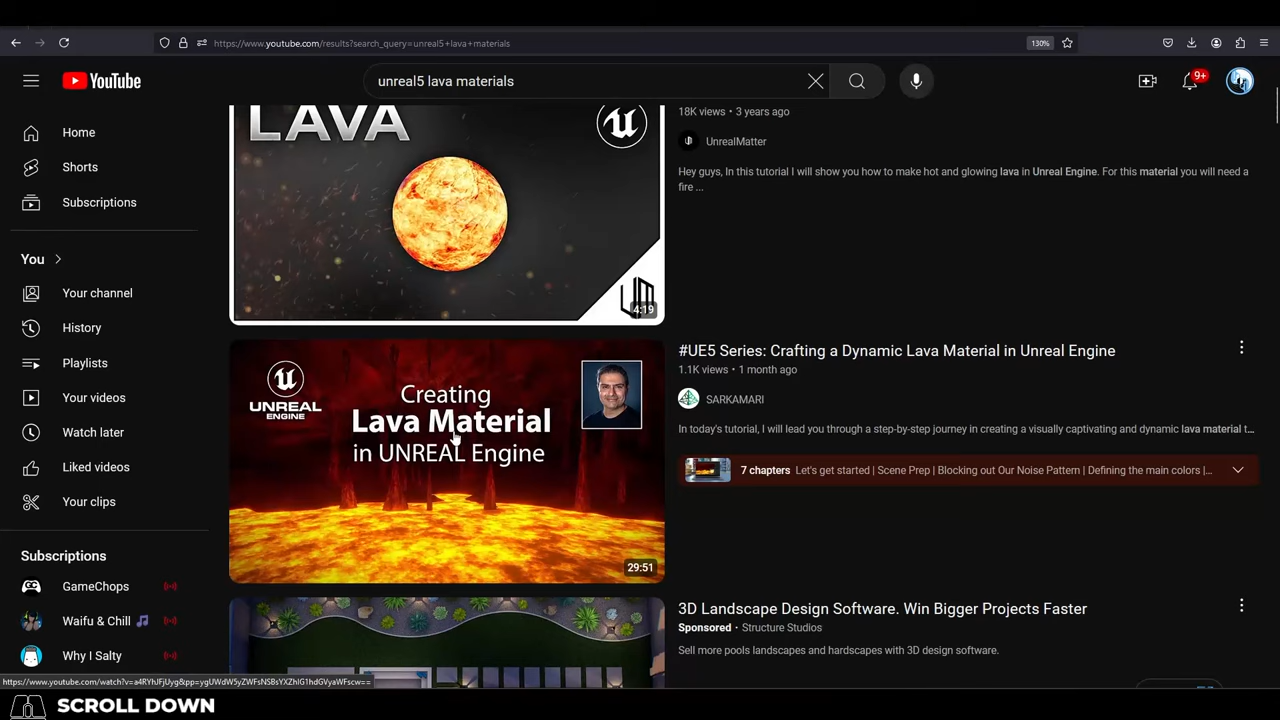 https://www.youtube.com/results?search_query=unreal5+lava+materials
130%
YouTube
unreal5 lava materials
9+
Home
Shorts
Subscriptions
You
Your channel
History
Playlists
Your videos
Watch later
Liked videos
Your clips
Subscriptions
GameChops
Waifu & Chill 🎵
Why I Salty
LAVA
4:19
18K views • 3 years ago
UnrealMatter
Hey guys, In this tutorial I will show you how to make hot and glowing lava in Unreal Engine. For this material you will need a
fire ...
UNREAL
ENGINE
Creating
Lava Material
in UNREAL Engine
29:51
#UE5 Series: Crafting a Dynamic Lava Material in Unreal Engine
1.1K views • 1 month ago
SARKAMARI
In today's tutorial, I will lead you through a step-by-step journey in creating a visually captivating and dynamic lava material t...
7 chapters Let's get started | Scene Prep | Blocking out Our Noise Pattern | Defining the main colors |...
3D Landscape Design Software. Win Bigger Projects Faster
Sponsored • Structure Studios
Sell more pools landscapes and hardscapes with 3D design software.
SCROLL DOWN